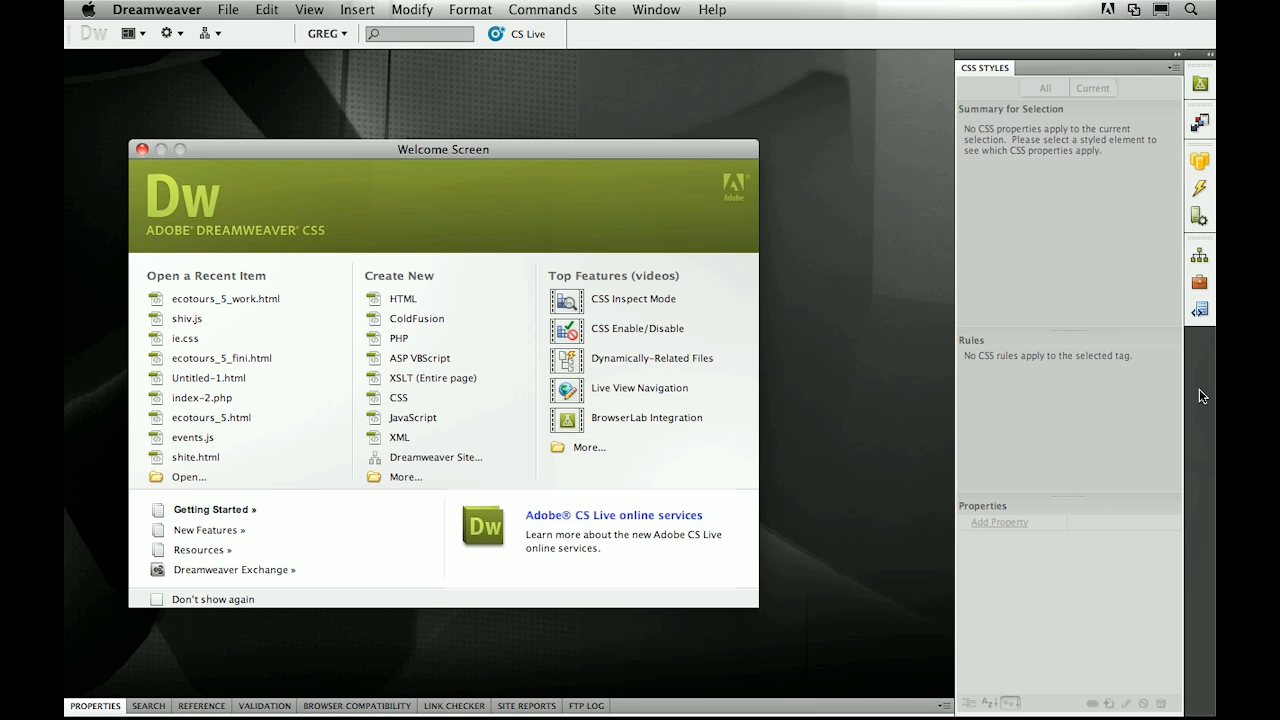 Dreamweaver File Edit View Insert Modify Format Commands Site Window Help
Dw GREG CS Live
CSS STYLES
All Current
Summary for Selection
No CSS properties apply to the current
selection. Please select a styled element to
see which CSS properties apply.
Rules
No CSS rules apply to the selected tag.
Properties
Add Property
Welcome Screen
Dw
ADOBE® DREAMWEAVER® CS5
Adobe
Open a Recent Item
ecotours_5_work.html
shiv.js
ie.css
ecotours_5_fini.html
Untitled-1.html
index-2.php
ecotours_5.html
events.js
shite.html
Open...
Create New
HTML
ColdFusion
PHP
ASP VBScript
XSLT (Entire page)
CSS
JavaScript
XML
Dreamweaver Site...
More...
Top Features (videos)
CSS Inspect Mode
CSS Enable/Disable
Dynamically-Related Files
Live View Navigation
BrowserLab Integration
More...
Getting Started »
New Features »
Resources »
Dreamweaver Exchange »
Dw
Adobe® CS Live online services
Learn more about the new Adobe CS Live
online services.
Don't show again
PROPERTIES SEARCH REFERENCE VALIDATION BROWSER COMPATIBILITY LINK CHECKER SITE REPORTS FTP LOG